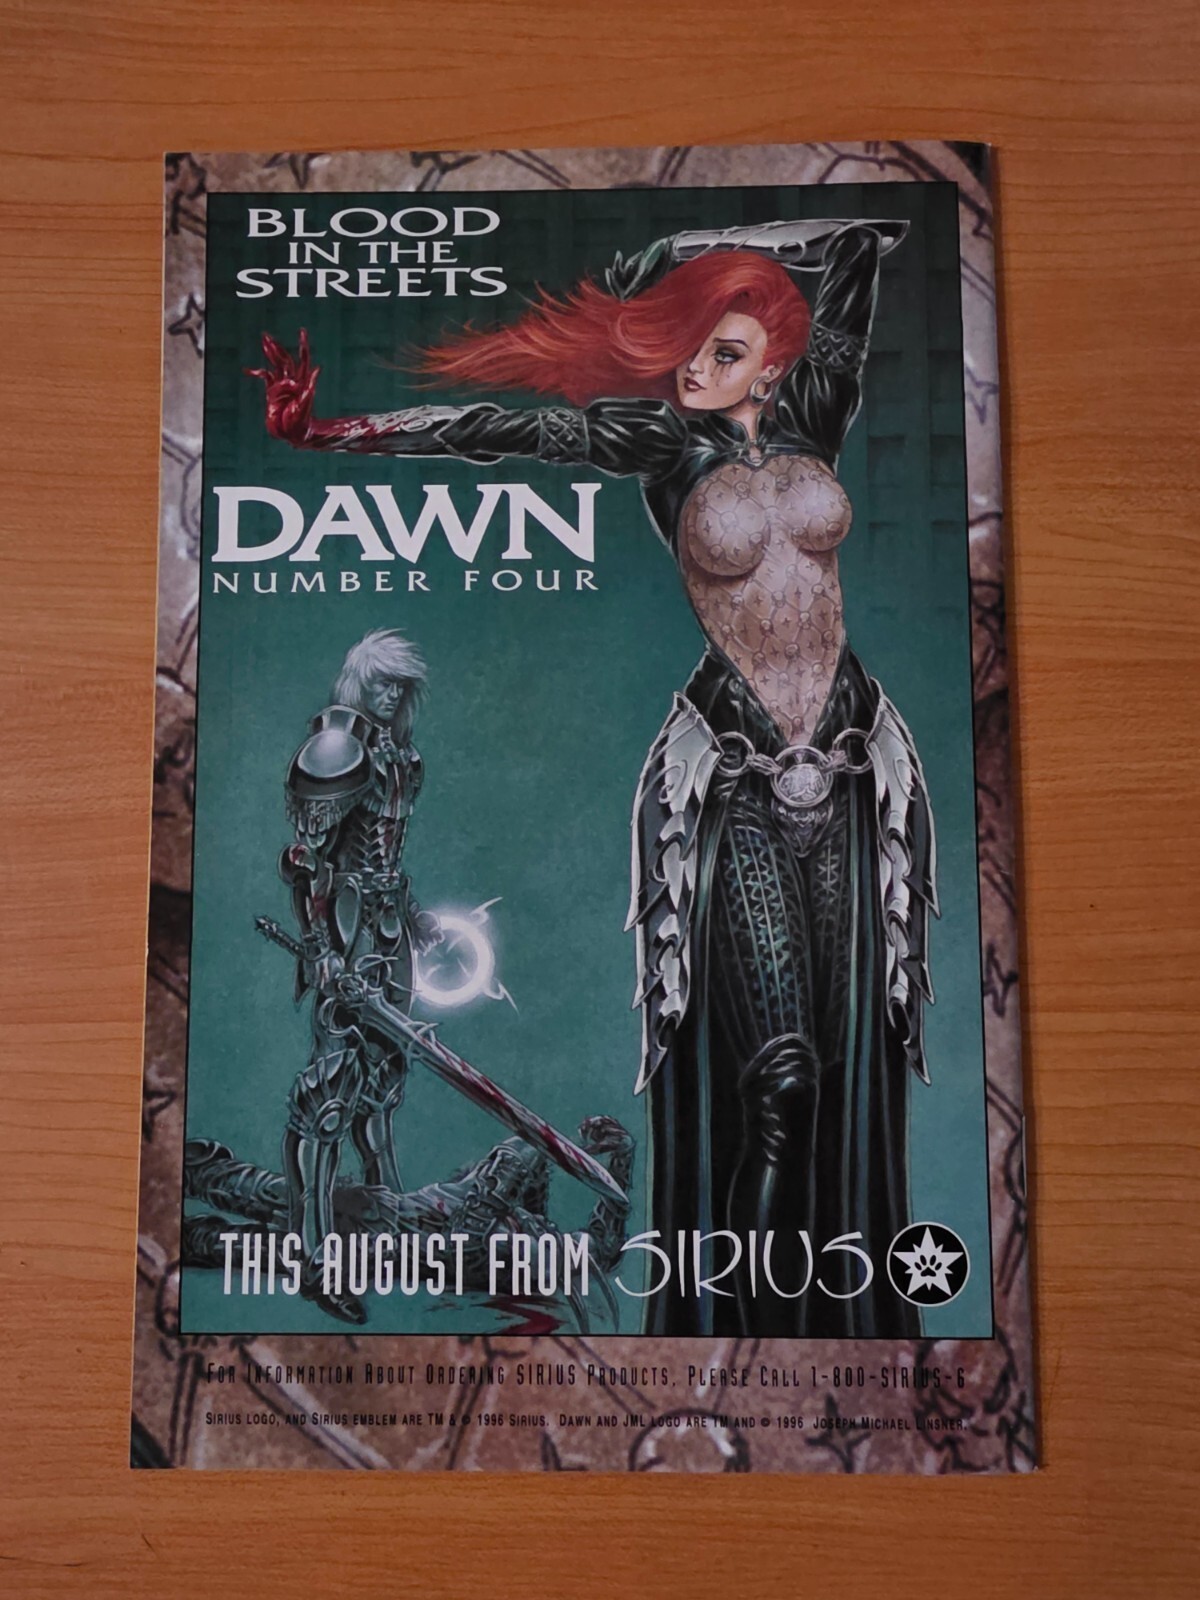 BLOOD
IN THE
STREETS
DAWN
NUMBER FOUR
THIS AUGUST FROM SIRIUS
FOR INFORMATION ABOUT ORDERING SIRIUS PRODUCTS, PLEASE CALL 1-800-SIRIUS-6
SIRIUS LOGO, AND SIRIUS EMBLEM ARE TM & © 1996 SIRIUS. DAWN AND JML LOGO ARE TM AND © 1996 JOSEPH MICHAEL LINSNER.